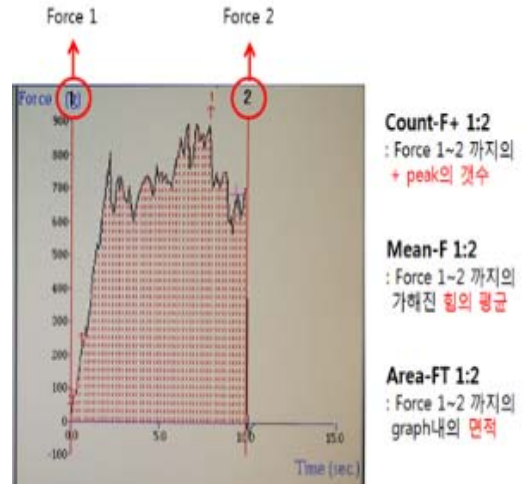 Force 1
Force 2
Force (g)
1
1
2
900
800
700
600
500
400
300
200
100
0
-100
0.0
5.0
10.0
15.0
Time (sec.)
Count-F+ 1:2
: Force 1~2 까지의
+ peak의 갯수
Mean-F 1:2
: Force 1~2 까지의
가해진 힘의 평균
Area-FT 1:2
: Force 1~2 까지의
graph내의 면적